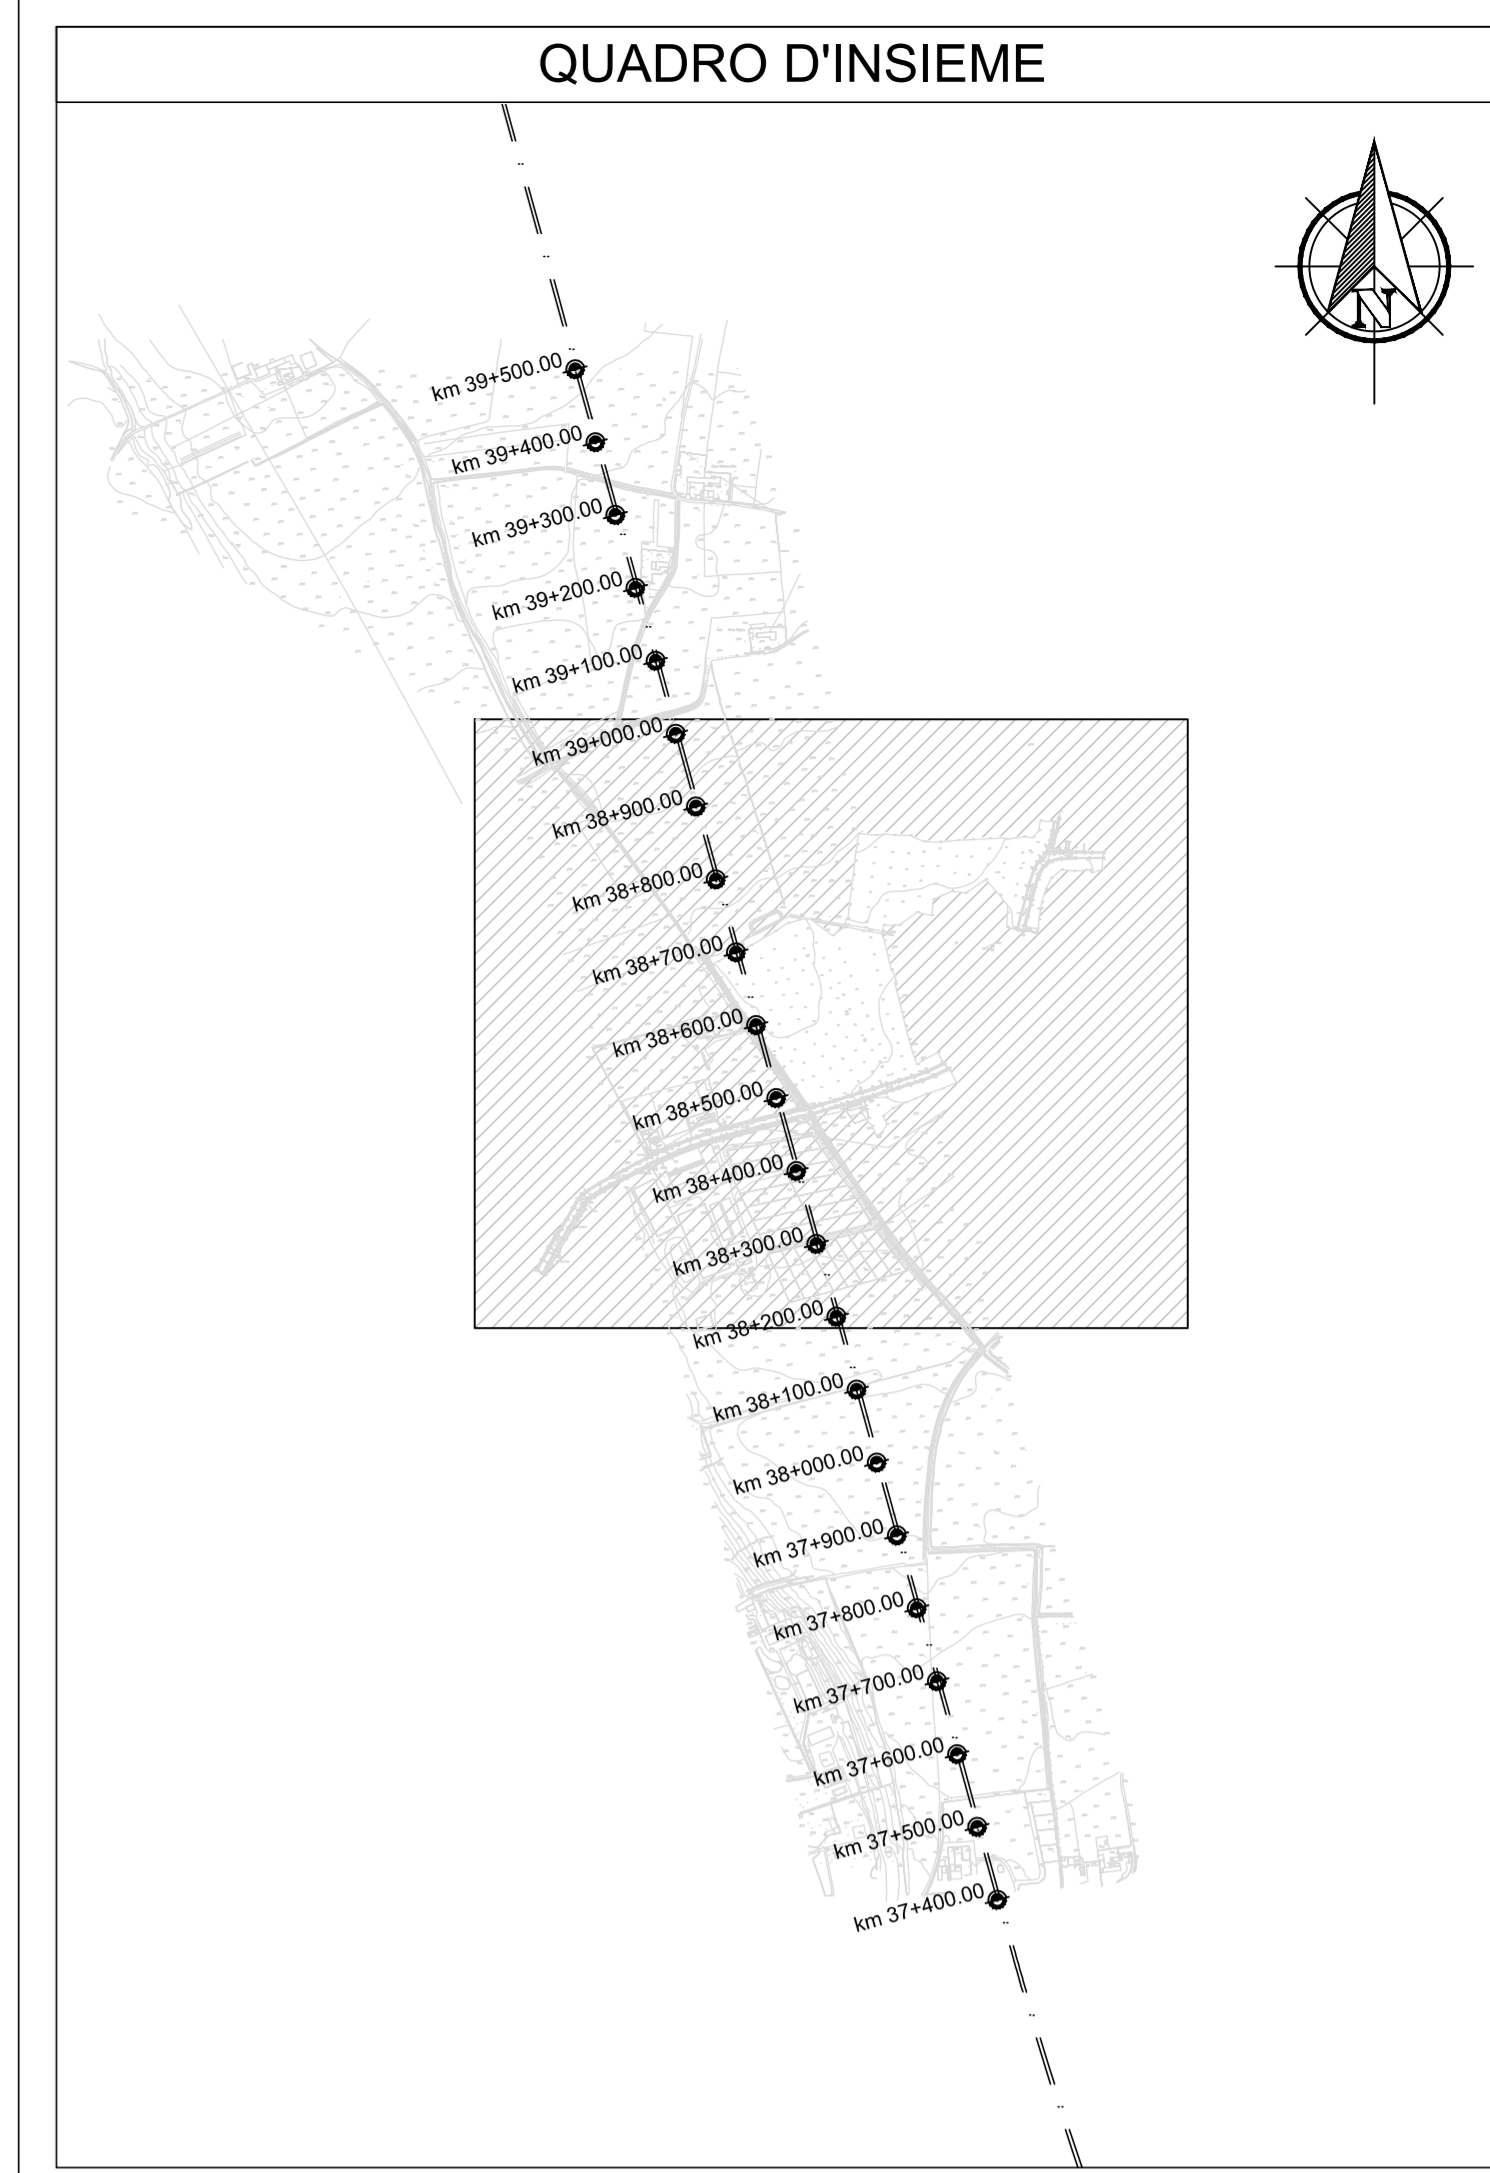 QUADRO D'INSIEME
N
km 39+500.00
km 39+400.00
km 39+300.00
km 39+200.00
km 39+100.00
km 39+000.00
km 38+900.00
km 38+800.00
km 38+700.00
km 38+600.00
km 38+500.00
km 38+400.00
km 38+300.00
km 38+200.00
km 38+100.00
km 38+000.00
km 37+900.00
km 37+800.00
km 37+700.00
km 37+600.00
km 37+500.00
km 37+400.00